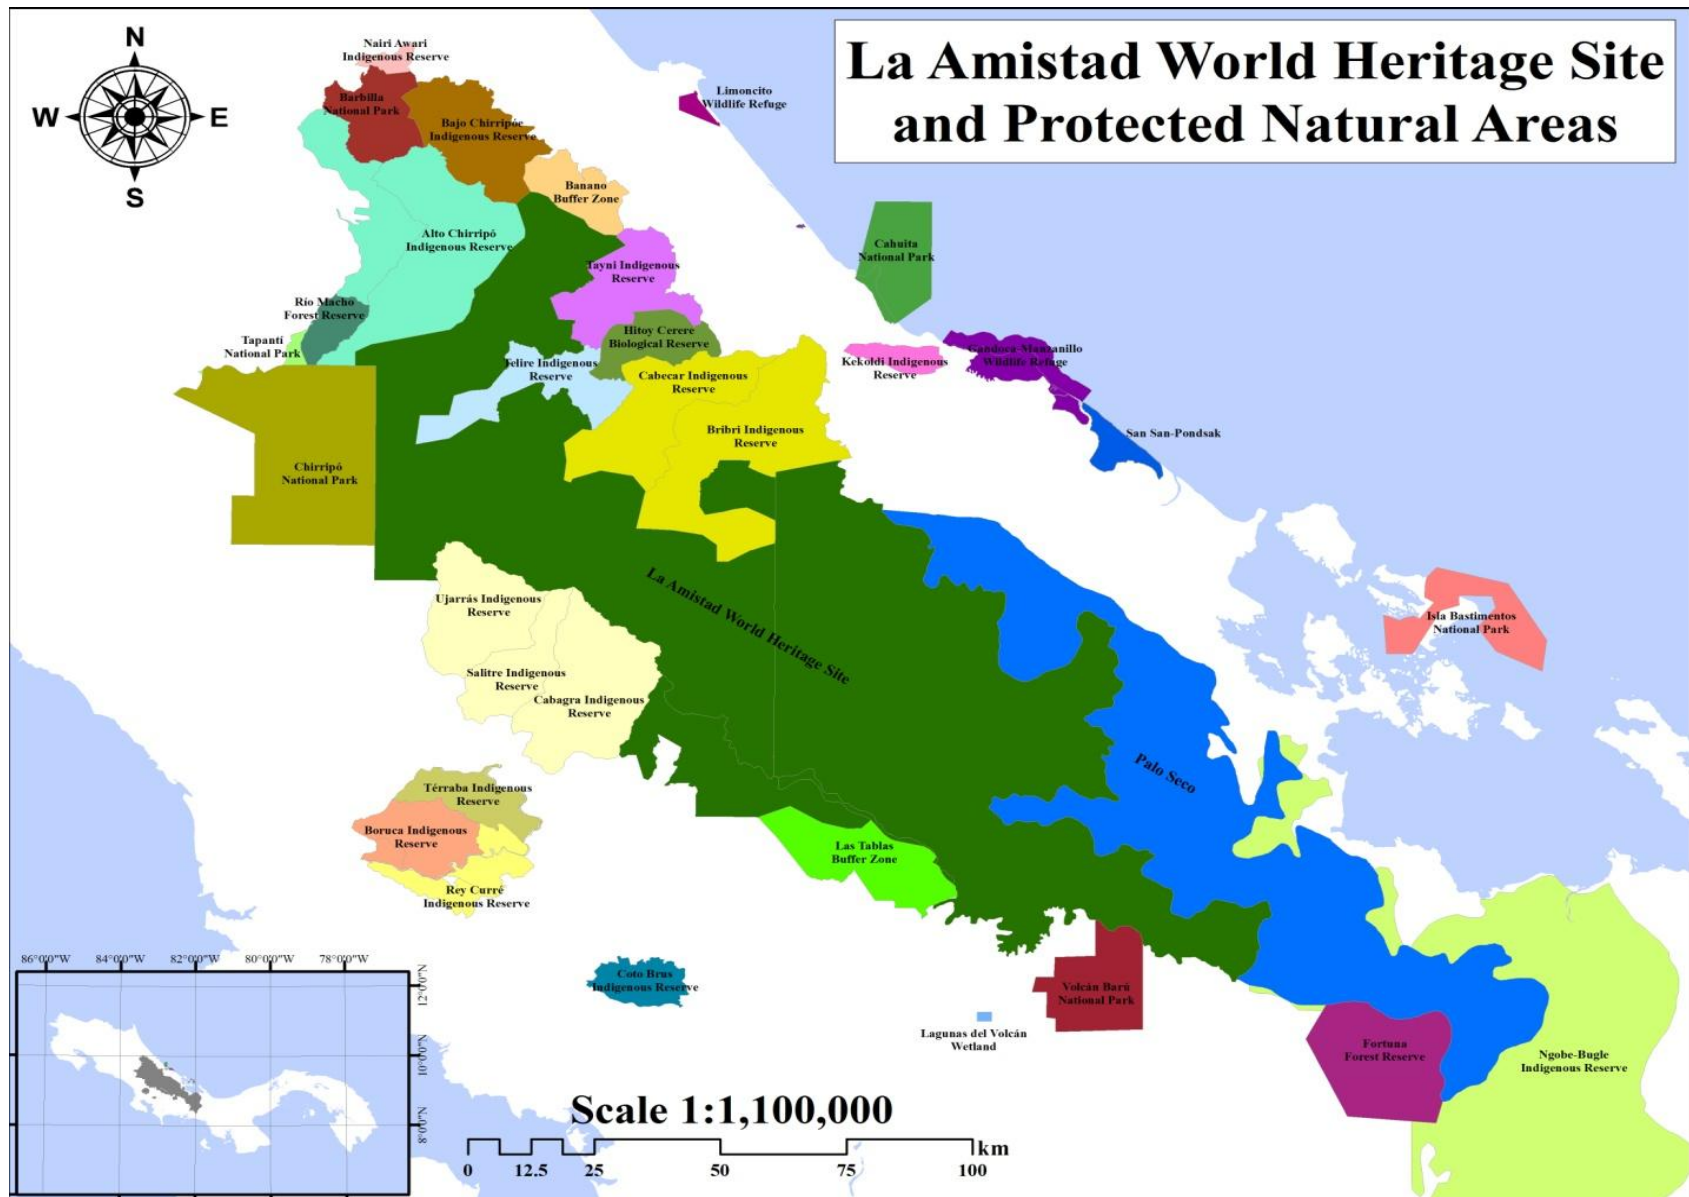 La Amistad World Heritage Site
and Protected Natural Areas
N
W
E
S
Nairi Awari
Indigenous Reserve
Barbilla
National Park
Bajo Chirripóe
Indigenous Reserve
Limoncito
Wildlife Refuge
Banano
Buffer Zone
Alto Chirripó
Indigenous Reserve
Tayni Indigenous
Reserve
Cahuita
National Park
Río Macho
Forest Reserve
Tapantí
National Park
Hitoy Cerere
Biological Reserve
Telire Indigenous
Reserve
Cabecar Indigenous
Reserve
Kekoldi Indigenous
Reserve
Gandoca-Manzanillo
Wildlife Refuge
Bribri Indigenous
Reserve
San San-Pondsak
Chirripó
National Park
Ujarrás Indigenous
Reserve
La Amistad World Heritage Site
Isla Bastimentos
National Park
Salitre Indigenous
Reserve
Cabagra Indigenous
Reserve
Palo Seco
Térraba Indigenous
Reserve
Boruca Indigenous
Reserve
Las Tablas
Buffer Zone
Rey Curré
Indigenous Reserve
Coto Brus
Indigenous Reserve
Volcán Barú
National Park
Lagunas del Volcán
Wetland
Fortuna
Forest Reserve
Ngobe-Bugle
Indigenous Reserve
86°0'0"W 84°0'0"W 82°0'0"W 80°0'0"W 78°0'0"W
12°0'0"N
10°0'0"N
8°0'0"N
Scale 1:1,100,000
km
0 12.5 25 50 75 100